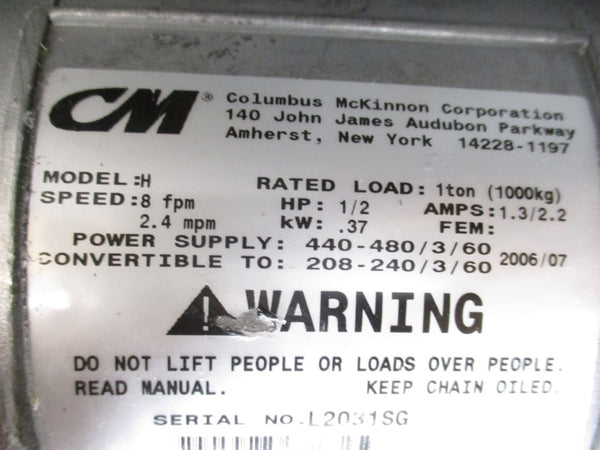 CM® Columbus McKinnon Corporation
140 John James Audubon Parkway
Amherst, New York 14228-1197
MODEL:H RATED LOAD: 1ton (1000kg)
SPEED:8 fpm HP: 1/2 AMPS:1.3/2.2
2.4 mpm kW: .37 FEM:
POWER SUPPLY: 440-480/3/60
CONVERTIBLE TO: 208-240/3/60 2006/07
WARNING
DO NOT LIFT PEOPLE OR LOADS OVER PEOPLE.
READ MANUAL. KEEP CHAIN OILED.
SERIAL NO.L2031SG